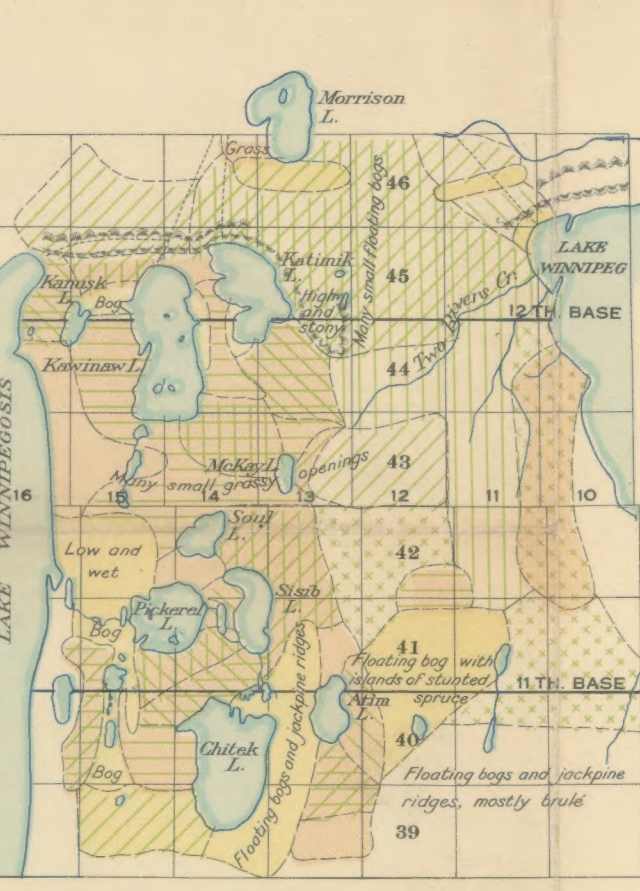 Morrison
L.
Grass
46
Many small floating bogs
LAKE
WINNIPEG
Katimik
L.
45
Kanusk
L.
Bog
High
and
stony
Two Rivers Cr.
12TH. BASE
Kawinaw L.
44
LAKE WINNIPEGOSIS
McKay L.
openings
43
Many small grassy
16
15
14
13
12
11
10
Soul
L.
Low and
wet
42
Sisib
L.
Pickerel
L.
Bog
41
Floating bog with
islands of stunted
spruce
11TH. BASE
Atim
L.
Chitek
L.
40
Floating bogs and jackpine ridges
Bog
Floating bogs and jackpine
ridges, mostly brulé
39